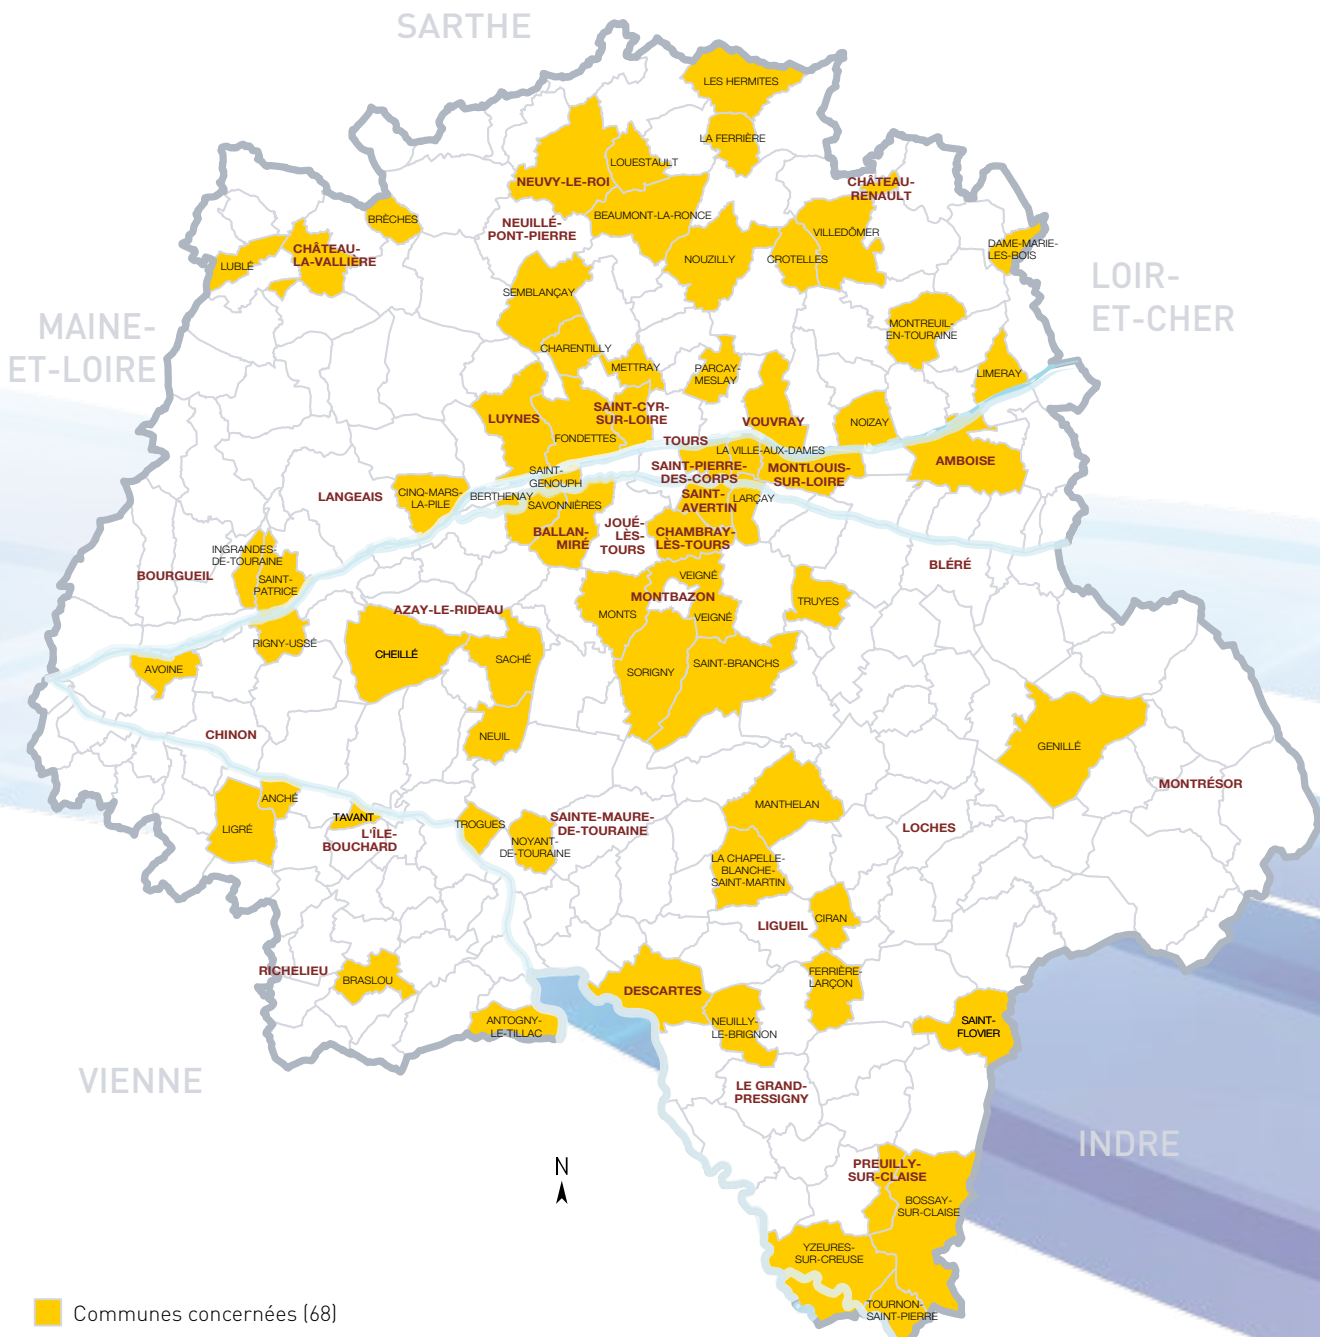 SARTHE
LES HERMITES
LA FERRIÈRE
LOUESTAULT
NEUVY-LE-ROI
CHÂTEAU-
RENAULT
BEAUMONT-LA-RONCE
BRÈCHES
NEUILLÉ-
PONT-PIERRE
VILLEDÔMER
DAME-MARIE-
LES-BOIS
CHÂTEAU-
LA-VALLIÈRE
LUBLÉ
NOUZILLY
CROTELLES
LOIR-
ET-CHER
SEMBLANÇAY
MAINE-
ET-LOIRE
MONTREUIL-
EN-TOURAINE
CHARENTILLY
METTRAY
PARCAY-
MESLAY
LIMERAY
LUYNES
SAINT-CYR-
SUR-LOIRE
VOUVRAY
NOIZAY
FONDETTES
TOURS
LA VILLE-AUX-DAMES
AMBOISE
SAINT-PIERRE-
DES-CORPS
MONTLOUIS-
SUR-LOIRE
SAINT-
GENOUPH
LANGEAIS
CINQ-MARS-
LA-PILE
BERTHENAY
SAVONNIÈRES
SAINT-
AVERTIN
LARÇAY
BALLAN-
MIRÉ
JOUÉ-
LÈS-
TOURS
CHAMBRAY-
LÈS-TOURS
INGRANDES-
DE-TOURAINE
BOURGUEIL
SAINT-
PATRICE
BLÉRÉ
VEIGNÉ
MONTBAZON
AZAY-LE-RIDEAU
MONTS
VEIGNÉ
TRUYES
RIGNY-USSÉ
CHEILLÉ
SACHÉ
AVOINE
SORIGNY
SAINT-BRANCHS
CHINON
NEUIL
GENILLÉ
MONTRÉSOR
ANCHÉ
LIGRÉ
TAVANT
L'ÎLE-
BOUCHARD
TROGUES
NOYANT-
DE-TOURAINE
SAINTE-MAURE-
DE-TOURAINE
MANTHELAN
LOCHES
LA CHAPELLE-
BLANCHE-
SAINT-MARTIN
LIGUEIL
CIRAN
RICHELIEU
BRASLOU
DESCARTES
FERRIÈRE-
LARÇON
ANTOGNY-
LE-TILLAC
NEUILLY-
LE-BRIGNON
SAINT-
FLOVIER
VIENNE
LE GRAND-
PRESSIGNY
INDRE
N
PREUILLY-
SUR-CLAISE
BOSSAY-
SUR-CLAISE
YZEURES-
SUR-CREUSE
TOURNON-
SAINT-PIERRE
Communes concernées (68)